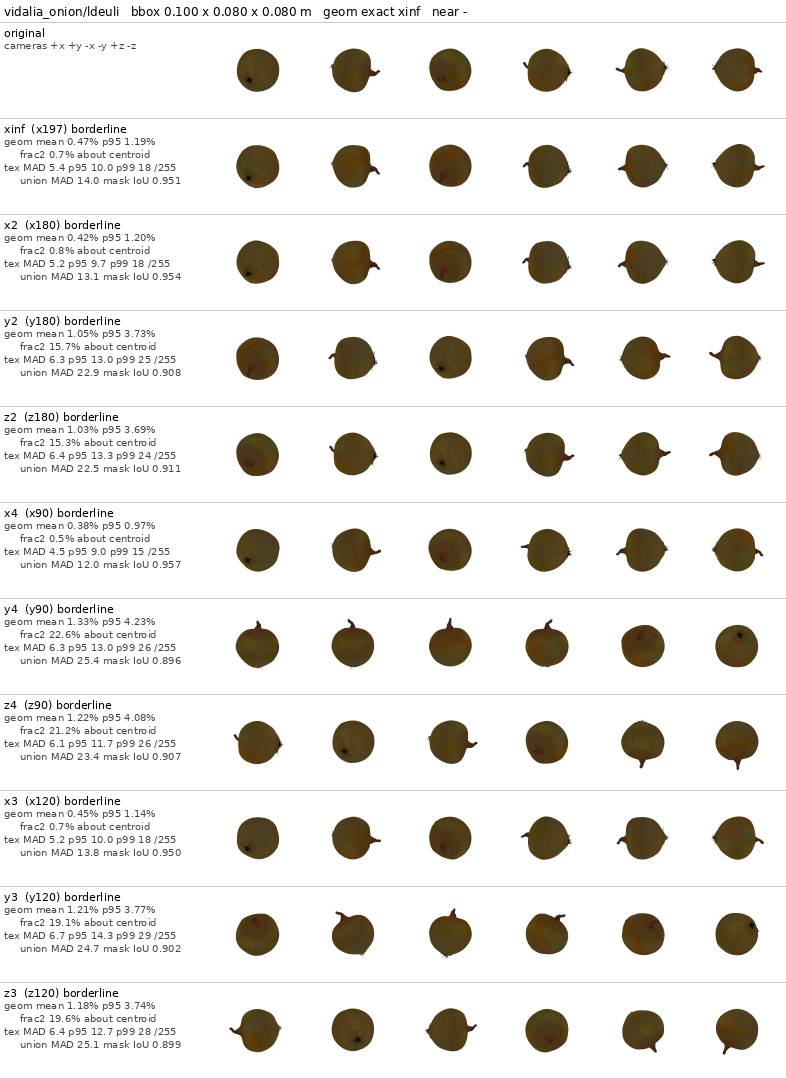 vidalia_onion/ldeuli bbox 0.100 x 0.080 x 0.080 m geom exact xinf near -
original
cameras +x +y -x -y +z -z
xinf (x197) borderline
geom mean 0.47% p95 1.19%
frac2 0.7% about centroid
tex MAD 5.4 p95 10.0 p99 18 /255
union MAD 14.0 mask IoU 0.951
x2 (x180) borderline
geom mean 0.42% p95 1.20%
frac2 0.8% about centroid
tex MAD 5.2 p95 9.7 p99 18 /255
union MAD 13.1 mask IoU 0.954
y2 (y180) borderline
geom mean 1.05% p95 3.73%
frac2 15.7% about centroid
tex MAD 6.3 p95 13.0 p99 25 /255
union MAD 22.9 mask IoU 0.908
z2 (z180) borderline
geom mean 1.03% p95 3.69%
frac2 15.3% about centroid
tex MAD 6.4 p95 13.3 p99 24 /255
union MAD 22.5 mask IoU 0.911
x4 (x90) borderline
geom mean 0.38% p95 0.97%
frac2 0.5% about centroid
tex MAD 4.5 p95 9.0 p99 15 /255
union MAD 12.0 mask IoU 0.957
y4 (y90) borderline
geom mean 1.33% p95 4.23%
frac2 22.6% about centroid
tex MAD 6.3 p95 13.0 p99 26 /255
union MAD 25.4 mask IoU 0.896
z4 (z90) borderline
geom mean 1.22% p95 4.08%
frac2 21.2% about centroid
tex MAD 6.1 p95 11.7 p99 26 /255
union MAD 23.4 mask IoU 0.907
x3 (x120) borderline
geom mean 0.45% p95 1.14%
frac2 0.7% about centroid
tex MAD 5.2 p95 10.0 p99 18 /255
union MAD 13.8 mask IoU 0.950
y3 (y120) borderline
geom mean 1.21% p95 3.77%
frac2 19.1% about centroid
tex MAD 6.7 p95 14.3 p99 29 /255
union MAD 24.7 mask IoU 0.902
z3 (z120) borderline
geom mean 1.18% p95 3.74%
frac2 19.6% about centroid
tex MAD 6.4 p95 12.7 p99 28 /255
union MAD 25.1 mask IoU 0.899